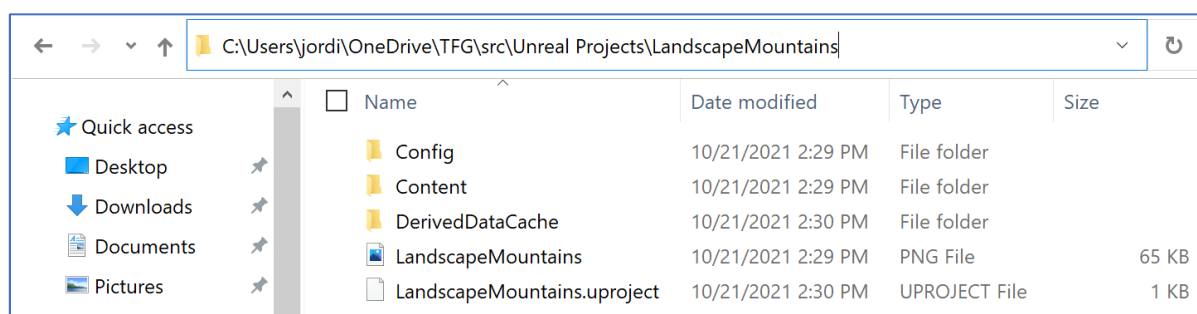 C:\Users\jordi\OneDrive\TFG\src\Unreal Projects\LandscapeMountains
Name Date modified Type Size
Quick access
Desktop
Downloads
Documents
Pictures
Config 10/21/2021 2:29 PM File folder
Content 10/21/2021 2:29 PM File folder
DerivedDataCache 10/21/2021 2:30 PM File folder
LandscapeMountains 10/21/2021 2:29 PM PNG File 65 KB
LandscapeMountains.uproject 10/21/2021 2:30 PM UPROJECT File 1 KB